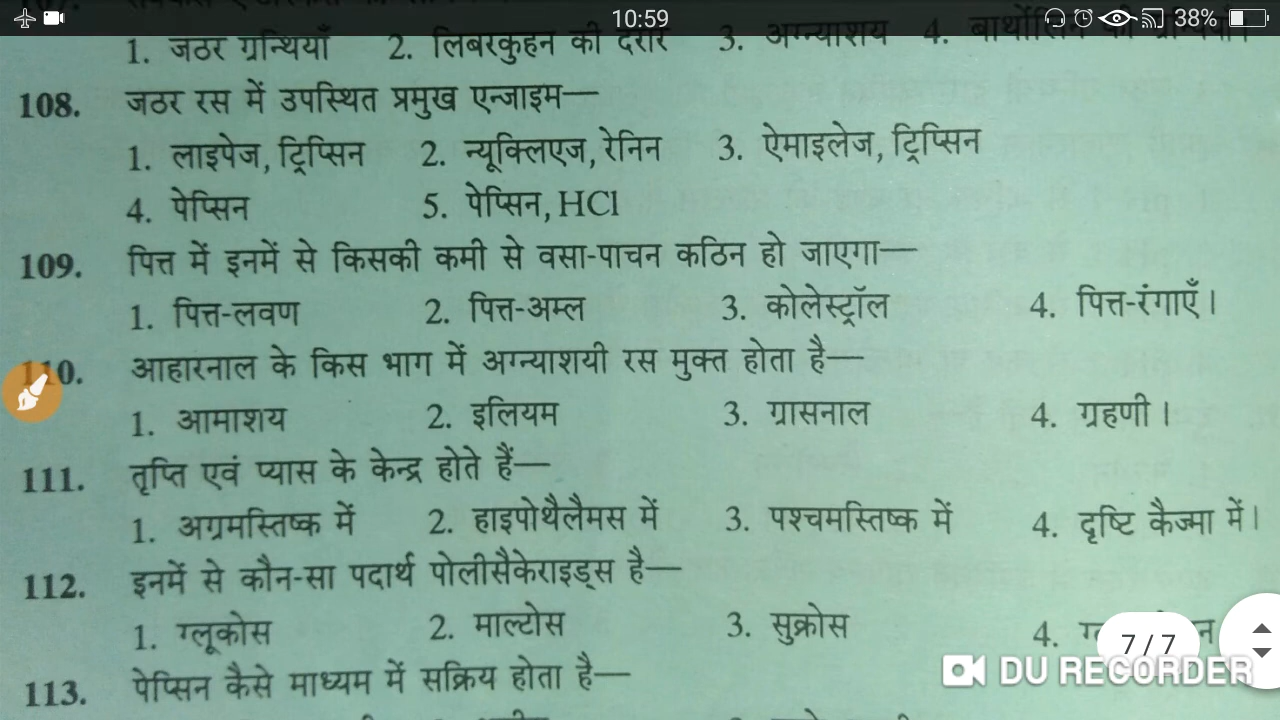 10:59 38%
1. जठर ग्रन्थियाँ 2. लिबरकुहन की दरारें 3. अग्न्याशय 4.
108. जठर रस में उपस्थित प्रमुख एन्जाइम—
1. लाइपेज, ट्रिप्सिन 2. न्यूक्लिएज, रेनिन 3. ऐमाइलेज, ट्रिप्सिन
4. पेप्सिन 5. पेप्सिन, HCl
109. पित्त में इनमें से किसकी कमी से वसा-पाचन कठिन हो जाएगा—
1. पित्त-लवण 2. पित्त-अम्ल 3. कोलेस्ट्रॉल 4. पित्त-रंगाएँ।
110. आहारनाल के किस भाग में अग्न्याशयी रस मुक्त होता है—
1. आमाशय 2. इलियम 3. ग्रासनाल 4. ग्रहणी।
111. तृप्ति एवं प्यास के केन्द्र होते हैं—
1. अग्रमस्तिष्क में 2. हाइपोथैलैमस में 3. पश्चमस्तिष्क में 4. दृष्टि कैज्मा में।
112. इनमें से कौन-सा पदार्थ पोलीसैकेराइड्स है—
1. ग्लूकोस 2. माल्टोस 3. सुक्रोस 4.
7/7
DU RECORDER
113. पेप्सिन कैसे माध्यम में सक्रिय होता है—